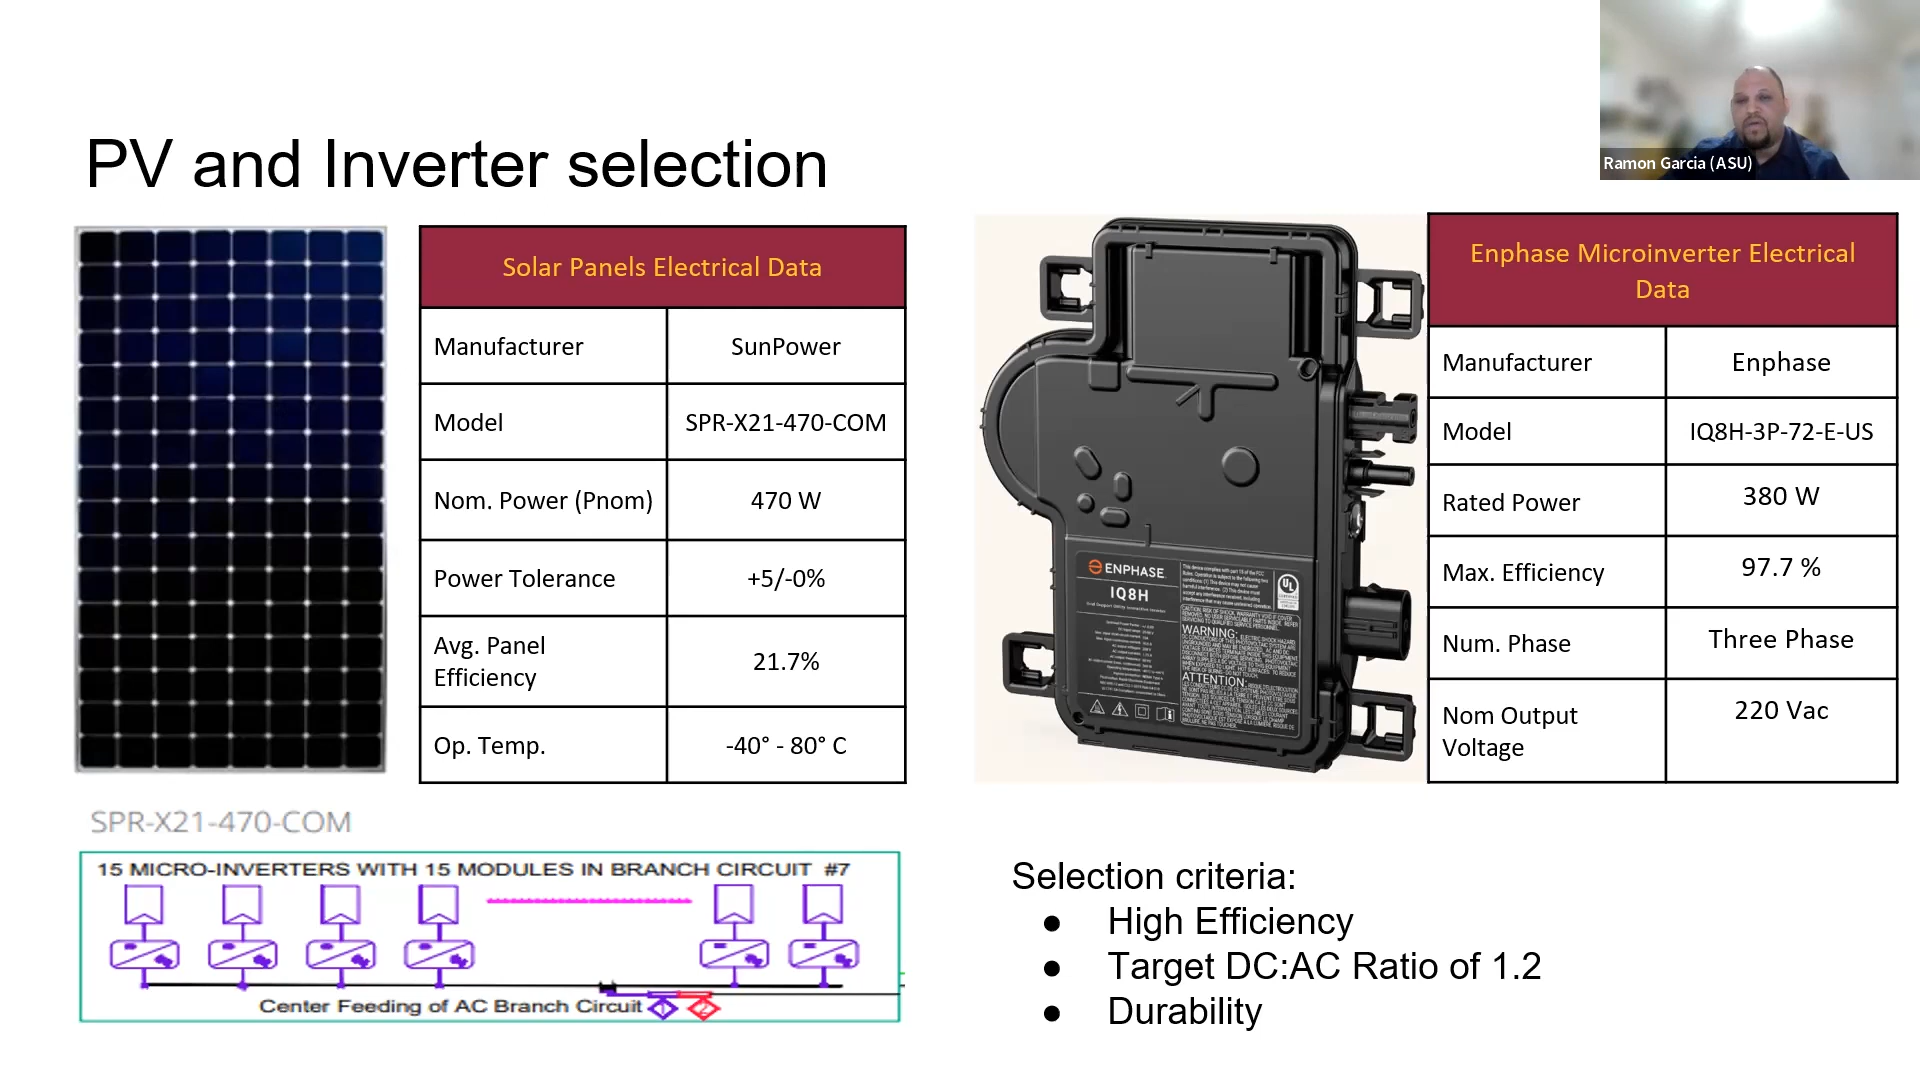 Ramon Garcia (ASU)
PV and Inverter selection
Solar Panels Electrical Data
Manufacturer SunPower
Model SPR-X21-470-COM
Nom. Power (Pnom) 470 W
Power Tolerance +5/-0%
Avg. Panel
Efficiency 21.7%
Op. Temp. -40° - 80° C
SPR-X21-470-COM
15 MICRO-INVERTERS WITH 15 MODULES IN BRANCH CIRCUIT #7
Center Feeding of AC Branch Circuit 1 2
ENPHASE
IQ8H
WARNING:
ATTENTION:
Enphase Microinverter Electrical
Data
Manufacturer Enphase
Model IQ8H-3P-72-E-US
Rated Power 380 W
Max. Efficiency 97.7 %
Num. Phase Three Phase
Nom Output
Voltage 220 Vac
Selection criteria:
● High Efficiency
● Target DC:AC Ratio of 1.2
● Durability